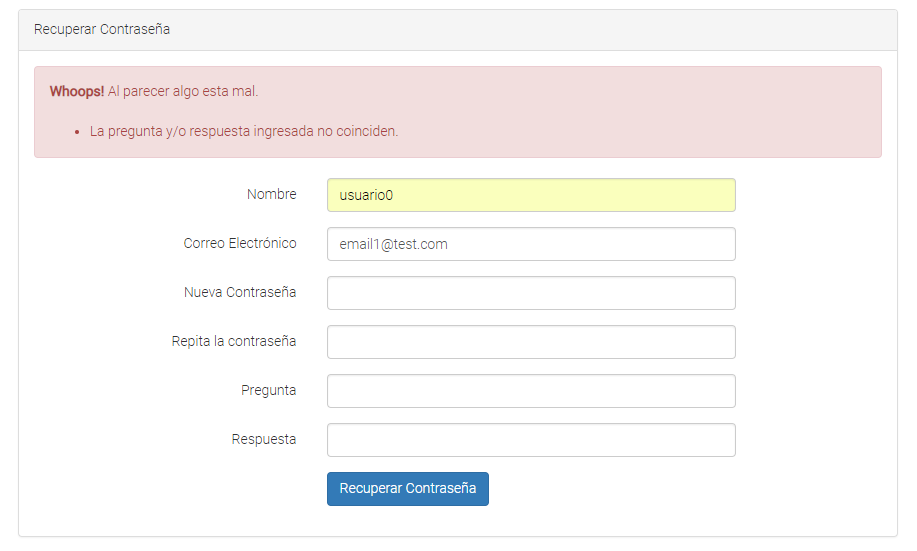 Recuperar Contraseña
Whoops! Al parecer algo esta mal.
La pregunta y/o respuesta ingresada no coinciden.
Nombre usuario0
Correo Electrónico email1@test.com
Nueva Contraseña
Repita la contraseña
Pregunta
Respuesta
Recuperar Contraseña